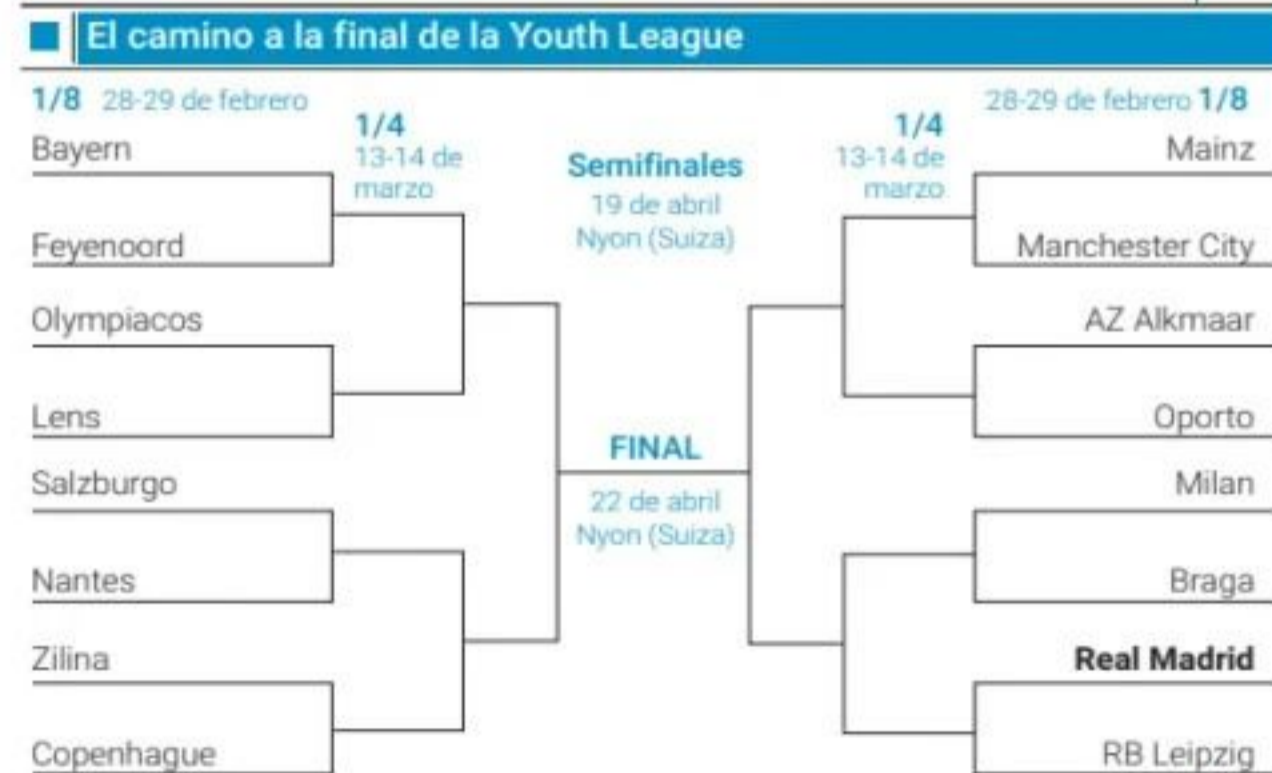 El camino a la final de la Youth League
1/8 28-29 de febrero
Bayern
Feyenoord
Olympiacos
Lens
Salzburgo
Nantes
Zilina
Copenhague
1/4
13-14 de
marzo
Semifinales
19 de abril
Nyon (Suiza)
FINAL
22 de abril
Nyon (Suiza)
1/4
13-14 de
marzo
28-29 de febrero 1/8
Mainz
Manchester City
AZ Alkmaar
Oporto
Milan
Braga
Real Madrid
RB Leipzig